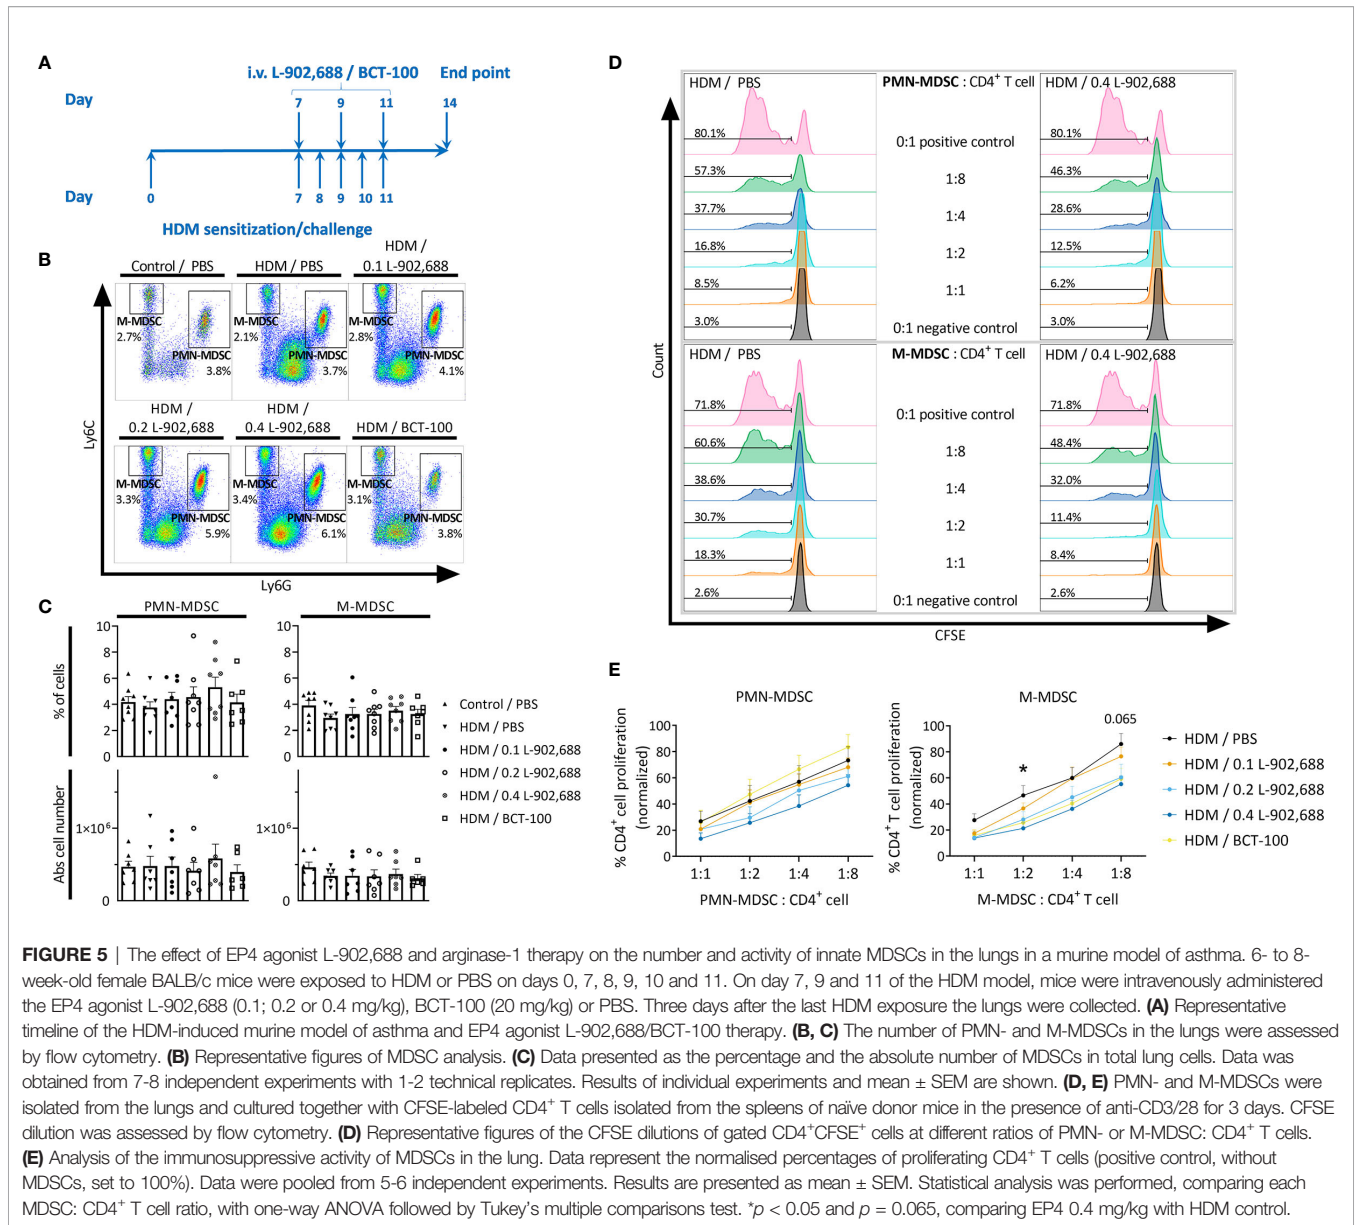 A
i.v. L-902,688 / BCT-100
End point
Day
7
9
11
14
Day
0
7
8
9
10
11
HDM sensitization/challenge
B
Control / PBS
HDM / PBS
HDM /
0.1 L-902,688
M-MDSC
2.7%
PMN-MDSC
3.8%
M-MDSC
2.1%
PMN-MDSC
3.7%
M-MDSC
2.8%
PMN-MDSC
4.1%
HDM /
0.2 L-902,688
HDM /
0.4 L-902,688
HDM / BCT-100
M-MDSC
3.3%
PMN-MDSC
5.9%
M-MDSC
3.4%
PMN-MDSC
6.1%
M-MDSC
3.1%
PMN-MDSC
3.8%
Ly6C
Ly6G
C
PMN-MDSC
M-MDSC
% of cells
10
8
6
4
2
0
10
8
6
4
2
0
Abs cell number
1×10⁶
0
1×10⁶
0
Control / PBS
HDM / PBS
HDM / 0.1 L-902,688
HDM / 0.2 L-902,688
HDM / 0.4 L-902,688
HDM / BCT-100
D
HDM / PBS
PMN-MDSC : CD4⁺ T cell
HDM / 0.4 L-902,688
80.1%
0:1 positive control
80.1%
57.3%
1:8
46.3%
37.7%
1:4
28.6%
16.8%
1:2
12.5%
8.5%
1:1
6.2%
3.0%
0:1 negative control
3.0%
HDM / PBS
M-MDSC : CD4⁺ T cell
HDM / 0.4 L-902,688
71.8%
0:1 positive control
71.8%
60.6%
1:8
48.4%
38.6%
1:4
32.0%
30.7%
1:2
11.4%
18.3%
1:1
8.4%
2.6%
0:1 negative control
2.6%
Count
CFSE
E
PMN-MDSC
% CD4⁺ cell proliferation
(normalized)
100
80
60
40
20
0
1:1
1:2
1:4
1:8
PMN-MDSC : CD4⁺ cell
M-MDSC
% CD4⁺ T cell proliferation
(normalized)
100
80
60
40
20
0
*
0.065
1:1
1:2
1:4
1:8
M-MDSC : CD4⁺ T cell
HDM / PBS
HDM / 0.1 L-902,688
HDM / 0.2 L-902,688
HDM / 0.4 L-902,688
HDM / BCT-100
FIGURE 5 | The effect of EP4 agonist L-902,688 and arginase-1 therapy on the number and activity of innate MDSCs in the lungs in a murine model of asthma. 6- to 8-
week-old female BALB/c mice were exposed to HDM or PBS on days 0, 7, 8, 9, 10 and 11. On day 7, 9 and 11 of the HDM model, mice were intravenously administered
the EP4 agonist L-902,688 (0.1; 0.2 or 0.4 mg/kg), BCT-100 (20 mg/kg) or PBS. Three days after the last HDM exposure the lungs were collected. (A) Representative
timeline of the HDM-induced murine model of asthma and EP4 agonist L-902,688/BCT-100 therapy. (B, C) The number of PMN- and M-MDSCs in the lungs were assessed
by flow cytometry. (B) Representative figures of MDSC analysis. (C) Data presented as the percentage and the absolute number of MDSCs in total lung cells. Data was
obtained from 7-8 independent experiments with 1-2 technical replicates. Results of individual experiments and mean ± SEM are shown. (D, E) PMN- and M-MDSCs were
isolated from the lungs and cultured together with CFSE-labeled CD4⁺ T cells isolated from the spleens of naïve donor mice in the presence of anti-CD3/28 for 3 days. CFSE
dilution was assessed by flow cytometry. (D) Representative figures of the CFSE dilutions of gated CD4⁺CFSE⁺ cells at different ratios of PMN- or M-MDSC: CD4⁺ T cells.
(E) Analysis of the immunosuppressive activity of MDSCs in the lung. Data represent the normalised percentages of proliferating CD4⁺ T cells (positive control, without
MDSCs, set to 100%). Data were pooled from 5-6 independent experiments. Results are presented as mean ± SEM. Statistical analysis was performed, comparing each
MDSC: CD4⁺ T cell ratio, with one-way ANOVA followed by Tukey's multiple comparisons test. *p < 0.05 and p = 0.065, comparing EP4 0.4 mg/kg with HDM control.